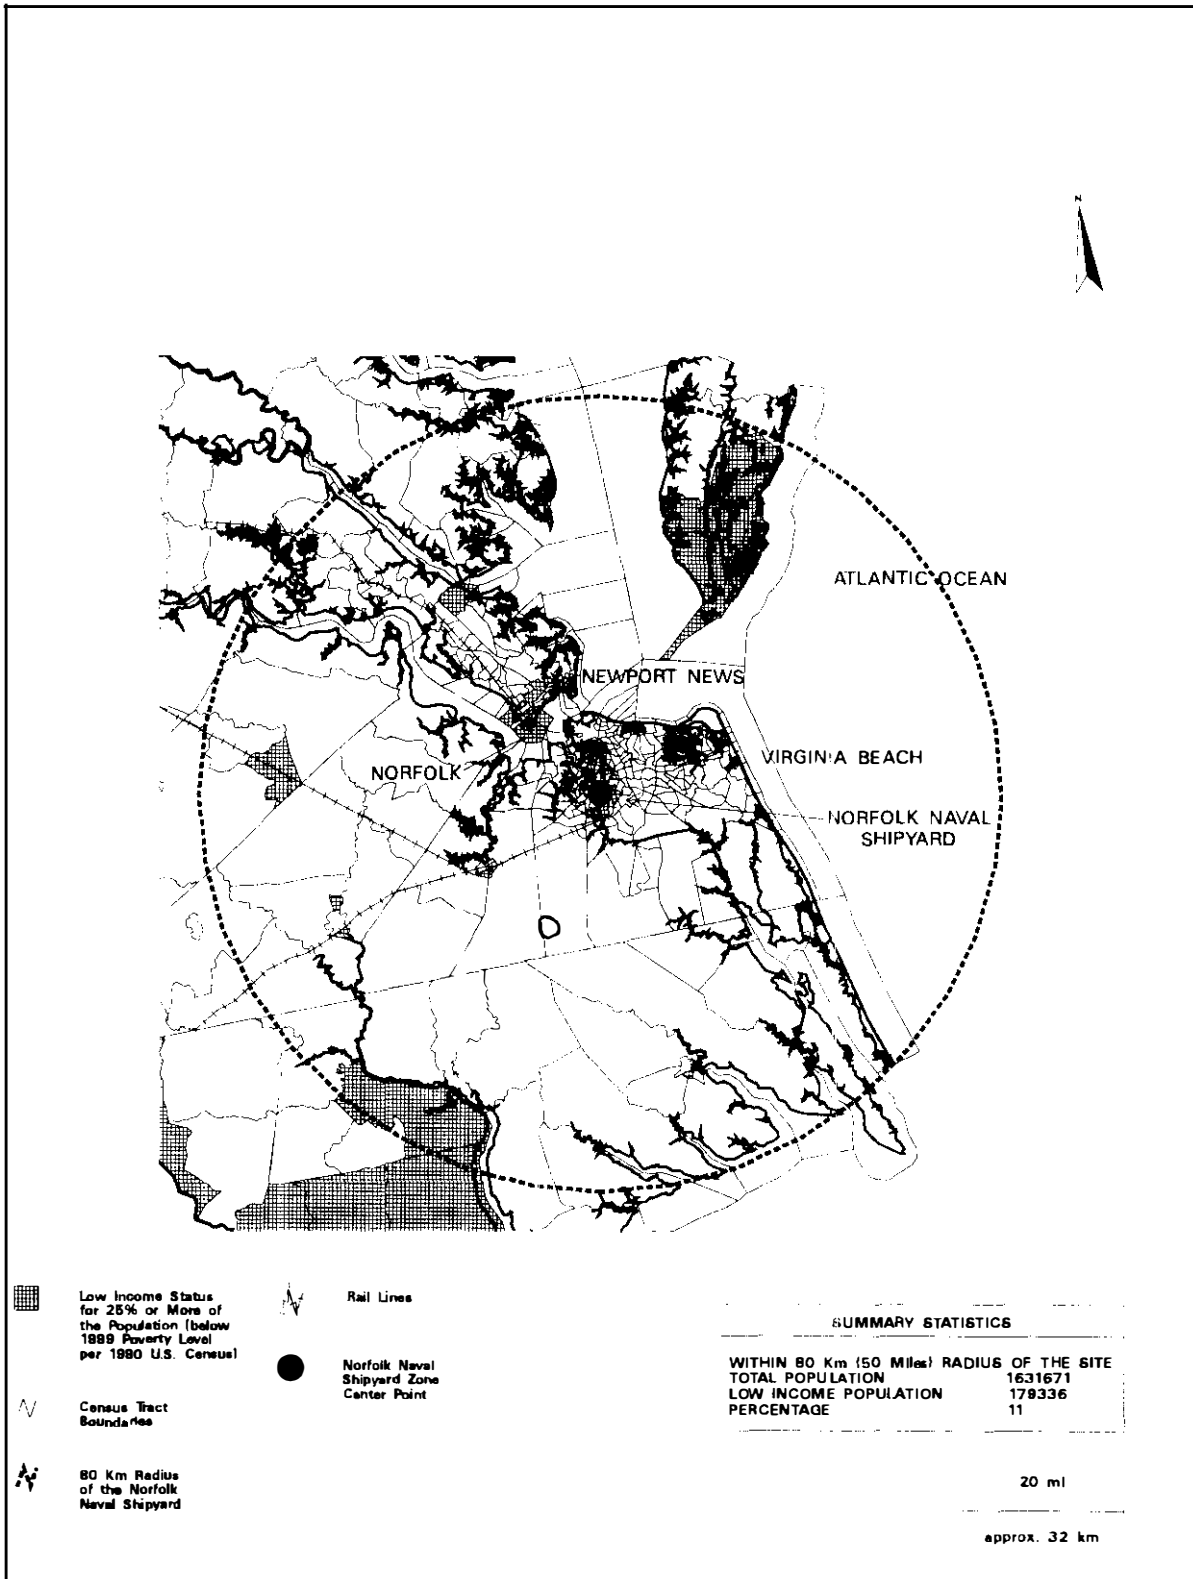 N
ATLANTIC OCEAN
NEWPORT NEWS
NORFOLK
VIRGINIA BEACH
NORFOLK NAVAL
SHIPYARD
Low Income Status
for 25% or More of
the Population (below
1989 Poverty Level
per 1990 U.S. Census)
Census Tract
Boundaries
80 Km Radius
of the Norfolk
Naval Shipyard
Rail Lines
Norfolk Naval
Shipyard Zone
Center Point
SUMMARY STATISTICS
WITHIN 80 Km (50 Miles) RADIUS OF THE SITE
TOTAL POPULATION 1631671
LOW INCOME POPULATION 179336
PERCENTAGE 11
20 mi
approx. 32 km